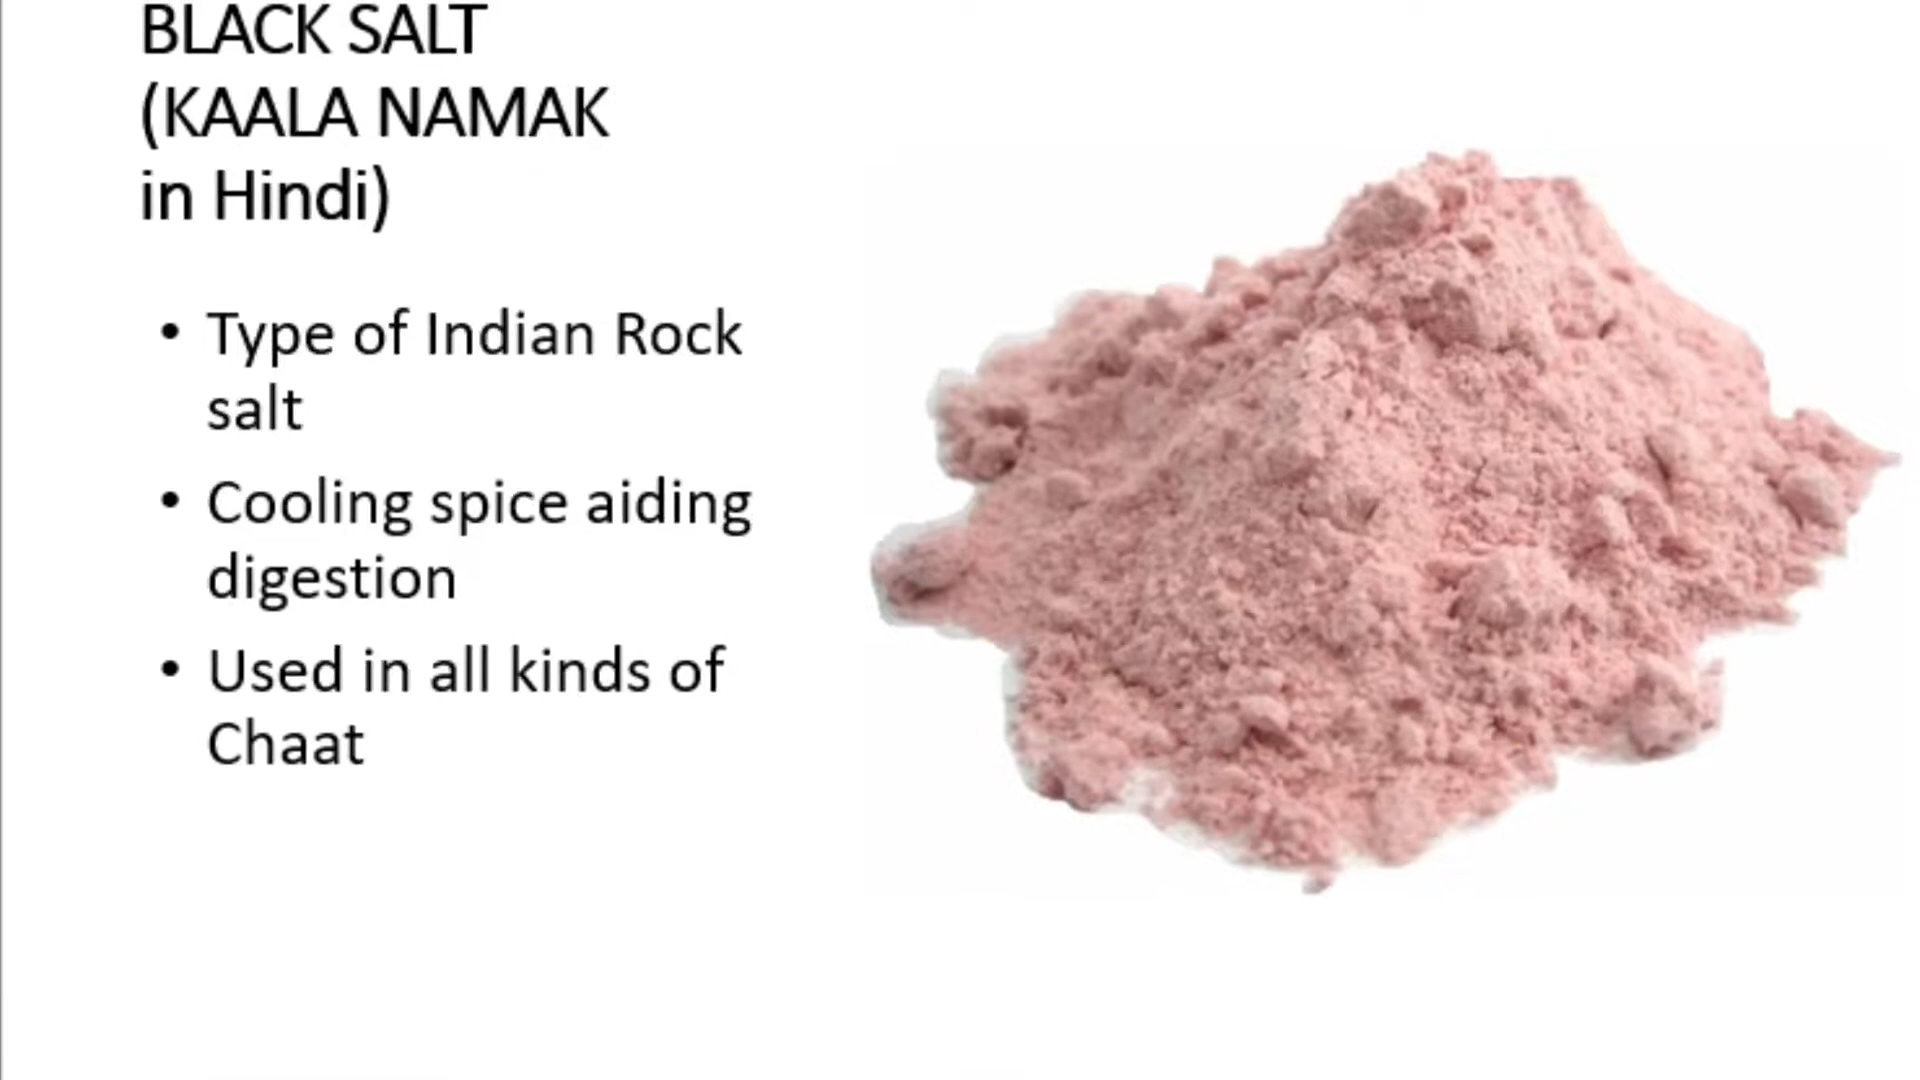 BLACK SALT
(KAALA NAMAK
in Hindi)
• Type of Indian Rock
salt
• Cooling spice aiding
digestion
• Used in all kinds of
Chaat